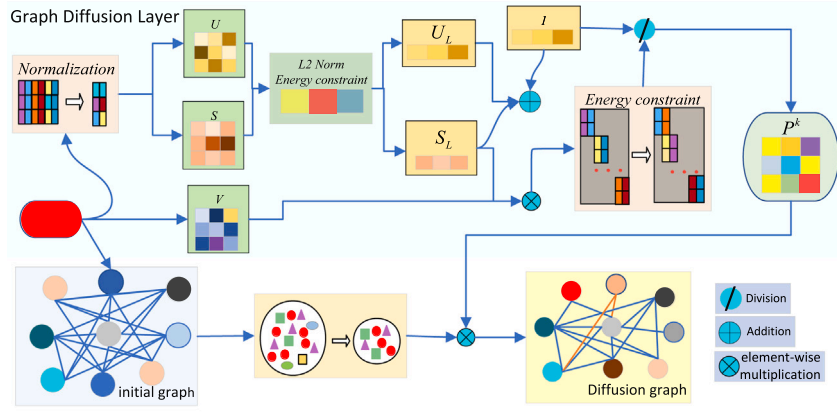 Graph Diffusion Layer
Normalization
U
S
V
L2 Norm
Energy constraint
U_L
S_L
I
Energy constraint
P^k
initial graph
Diffusion graph
Division
Addition
element-wise
multiplication